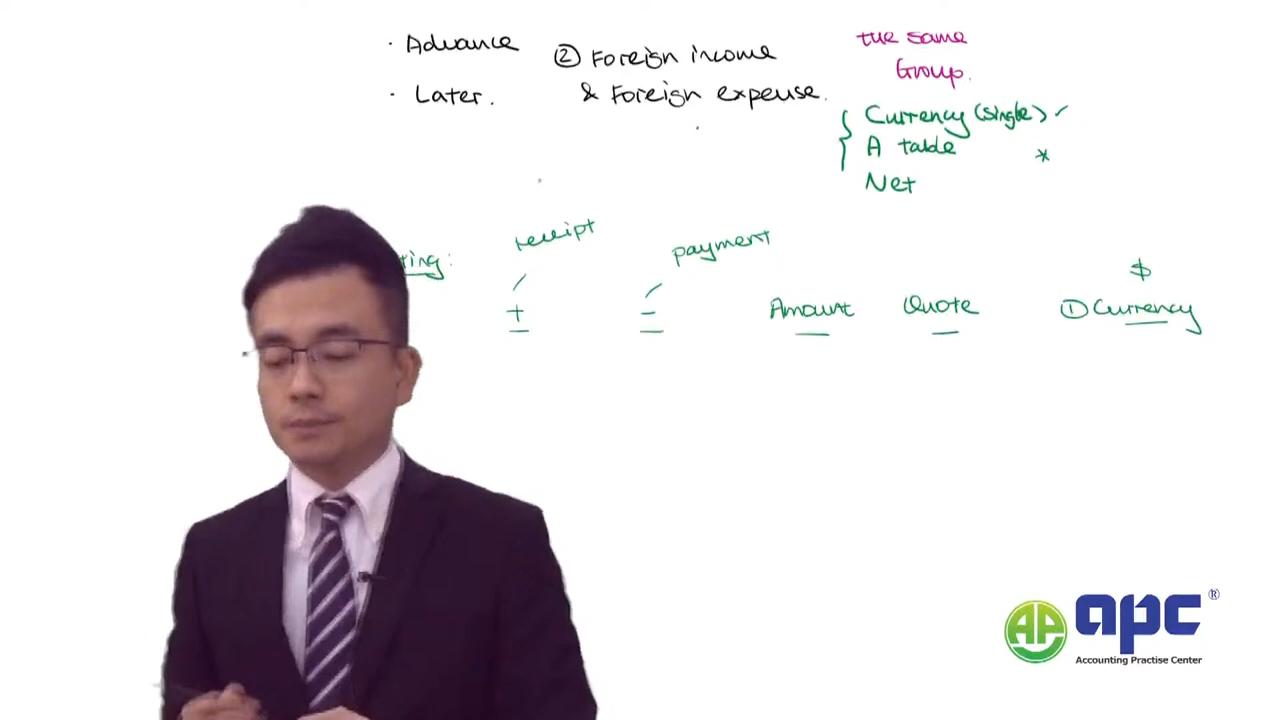 · Advance
② Foreign income
· Later.
& Foreign expense.
the same
Group.
Currency (single) ✓
A table *
Net
receipt
payment
$
+ - Amount Quote ① Currency
AP apc®
Accounting Practise Center